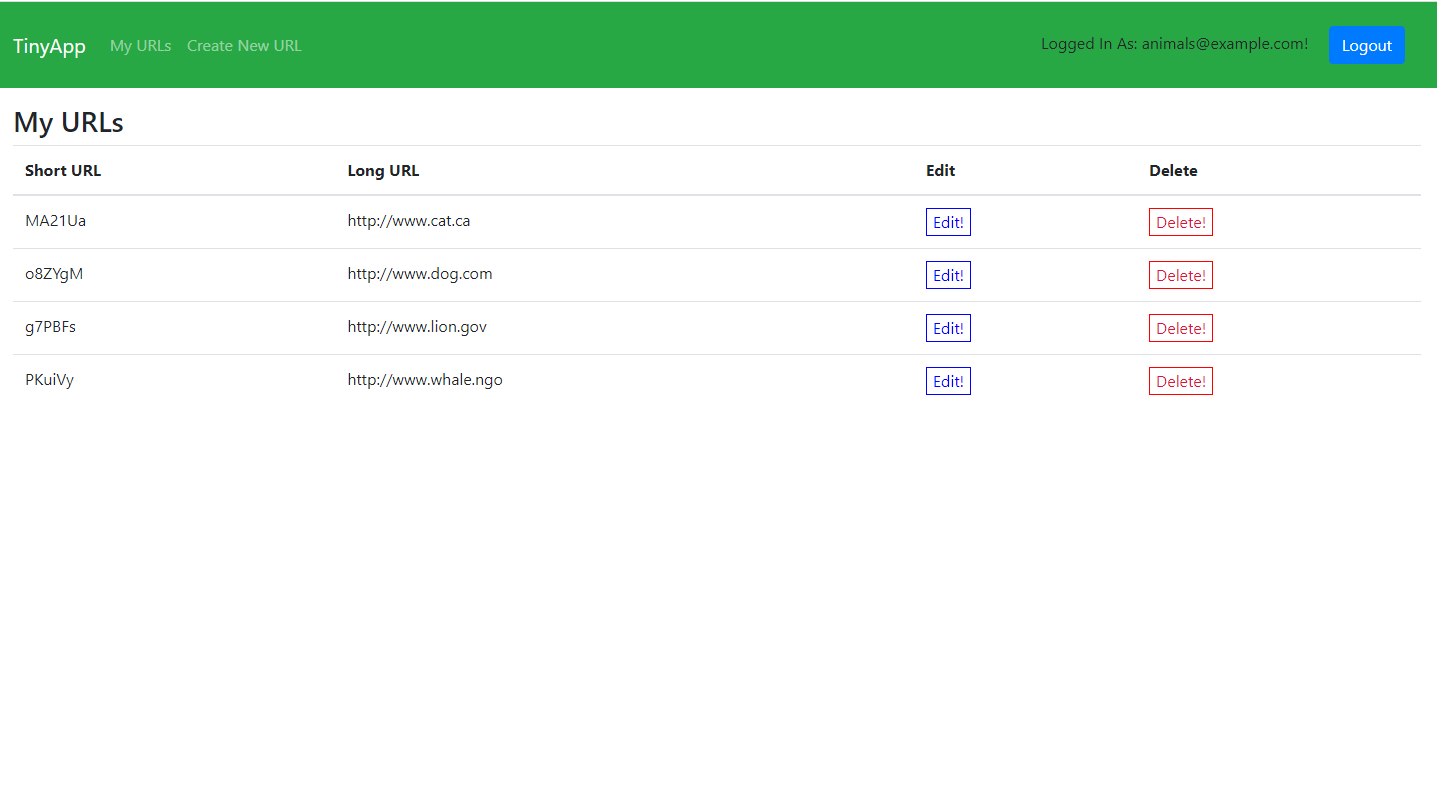 TinyApp My URLs Create New URL Logged In As: animals@example.com! Logout
My URLs
Short URL Long URL Edit Delete
MA21Ua http://www.cat.ca Edit! Delete!
o8ZYgM http://www.dog.com Edit! Delete!
g7PBFs http://www.lion.gov Edit! Delete!
PKuiVy http://www.whale.ngo Edit! Delete!